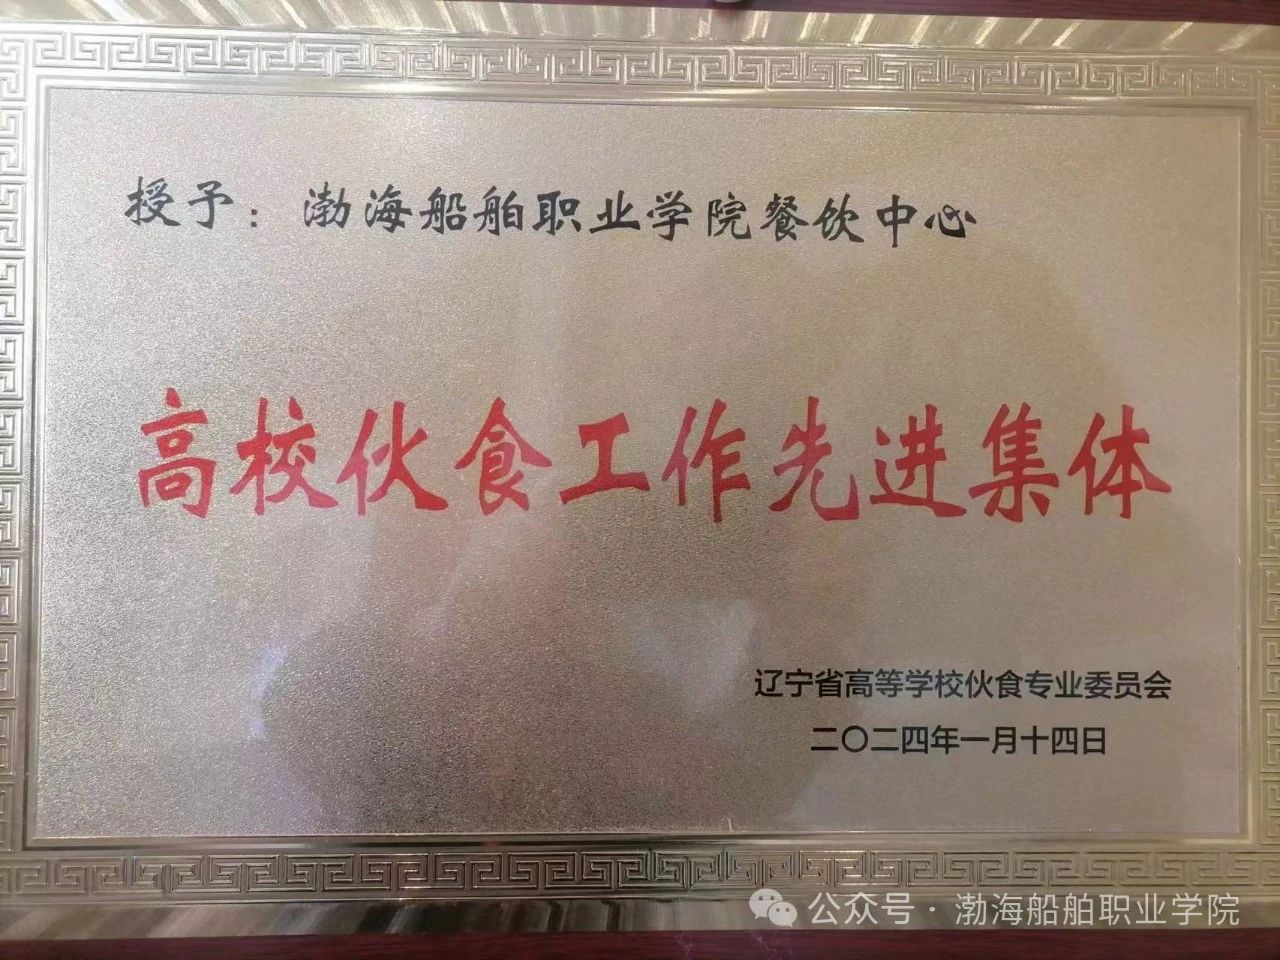 授予：渤海船舶职业学院餐饮中心
高校伙食工作先进集体
辽宁省高等学校伙食专业委员会
二〇二四年一月十四日
公众号·渤海船舶职业学院